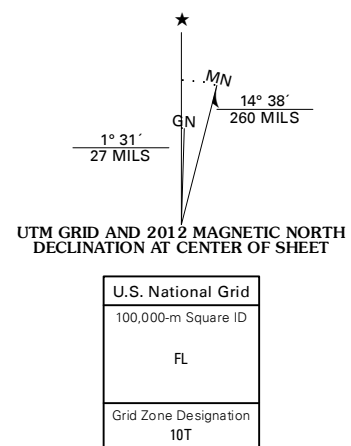 ★
MN
GN
14° 38´
260 MILS
1° 31´
27 MILS
UTM GRID AND 2012 MAGNETIC NORTH
DECLINATION AT CENTER OF SHEET
U.S. National Grid
100,000-m Square ID
FL
Grid Zone Designation
10T